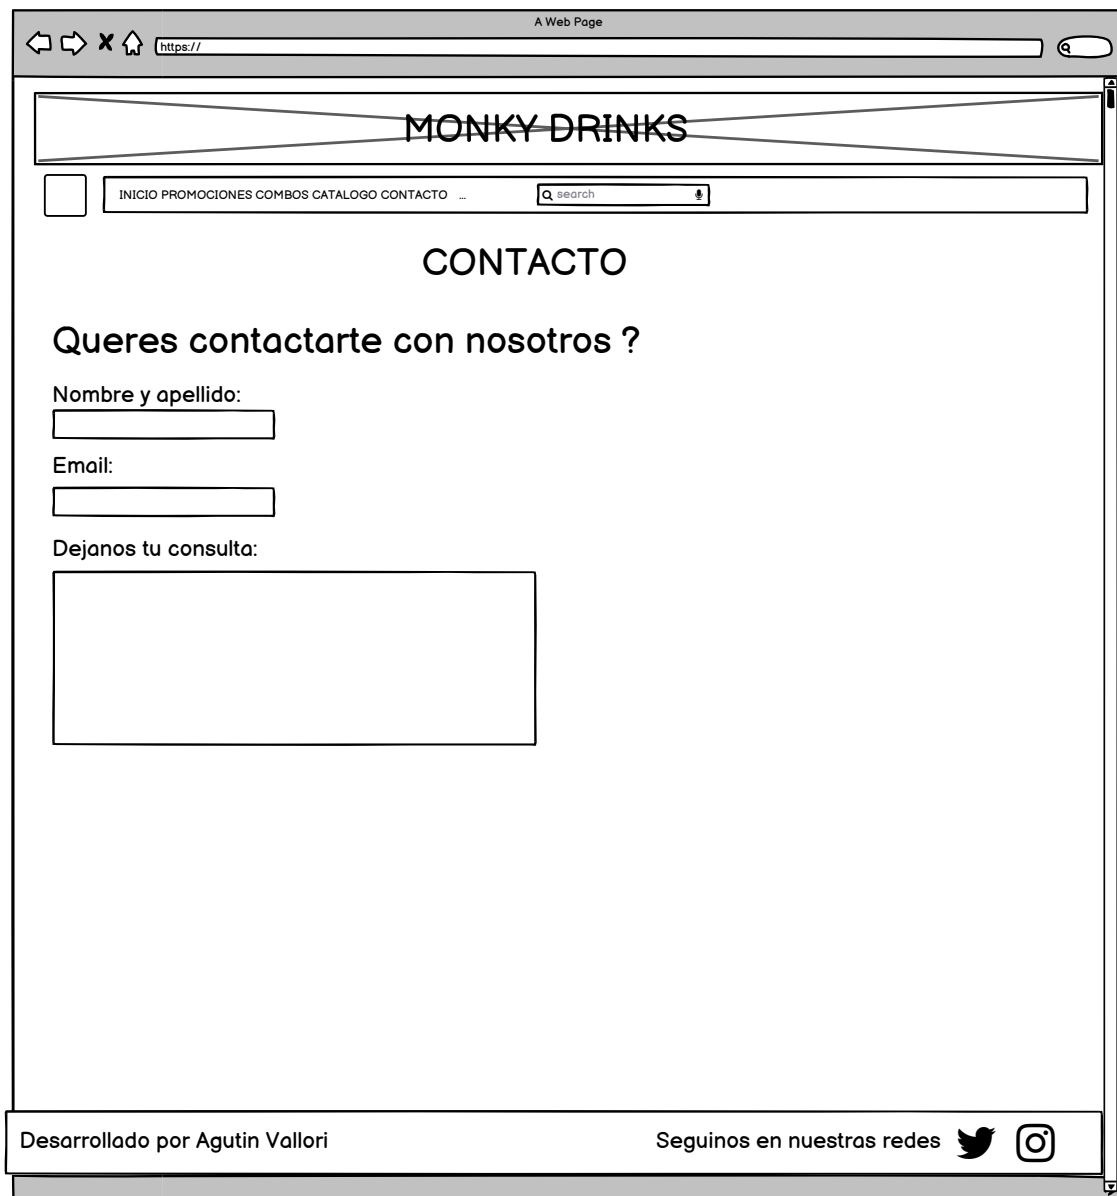 A Web Page
https://
MONKY DRINKS
INICIO PROMOCIONES COMBOS CATALOGO CONTACTO ...
search
CONTACTO
Queres contactarte con nosotros ?
Nombre y apellido:
Email:
Dejanos tu consulta:
Desarrollado por Agutin Vallori
Seguinos en nuestras redes